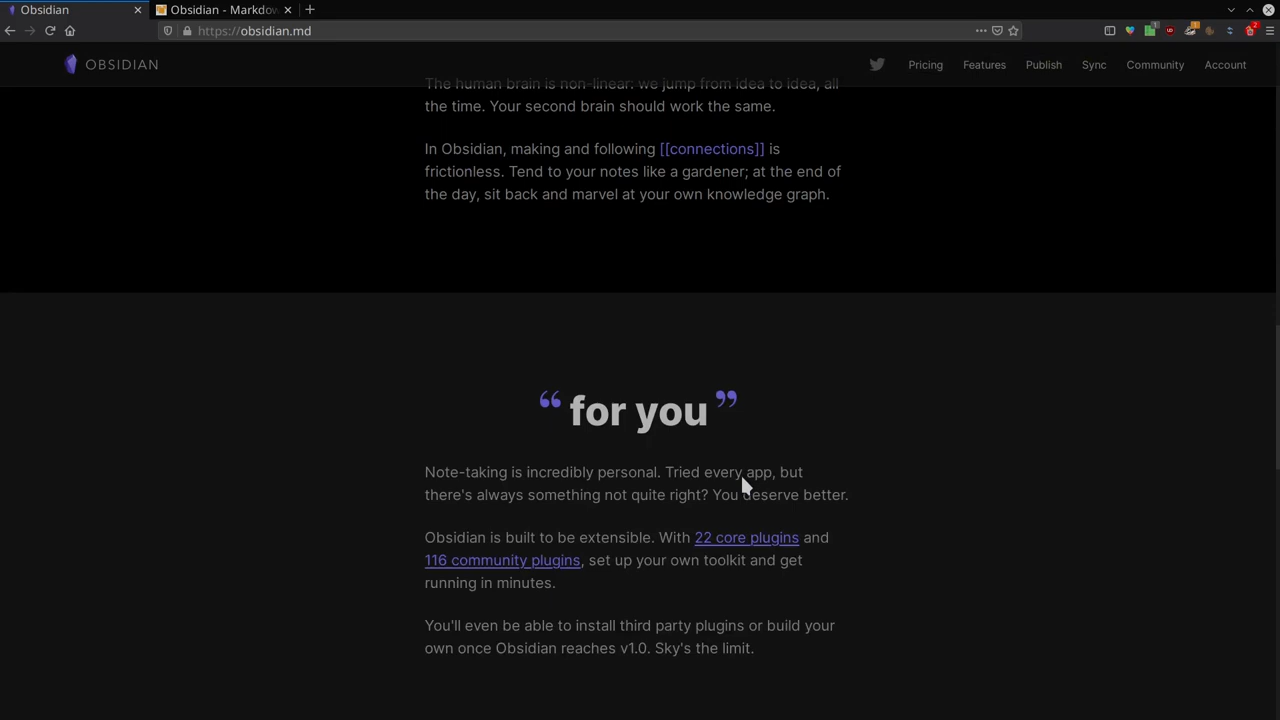 Obsidian
Obsidian - Markdow
https://obsidian.md
1
1
2
OBSIDIAN
Pricing
Features
Publish
Sync
Community
Account
The human brain is non-linear: we jump from idea to idea, all
the time. Your second brain should work the same.
In Obsidian, making and following [[connections]] is
frictionless. Tend to your notes like a gardener; at the end of
the day, sit back and marvel at your own knowledge graph.
“ for you ”
Note-taking is incredibly personal. Tried every app, but
there's always something not quite right? You deserve better.
Obsidian is built to be extensible. With 22 core plugins and
116 community plugins, set up your own toolkit and get
running in minutes.
You'll even be able to install third party plugins or build your
own once Obsidian reaches v1.0. Sky's the limit.